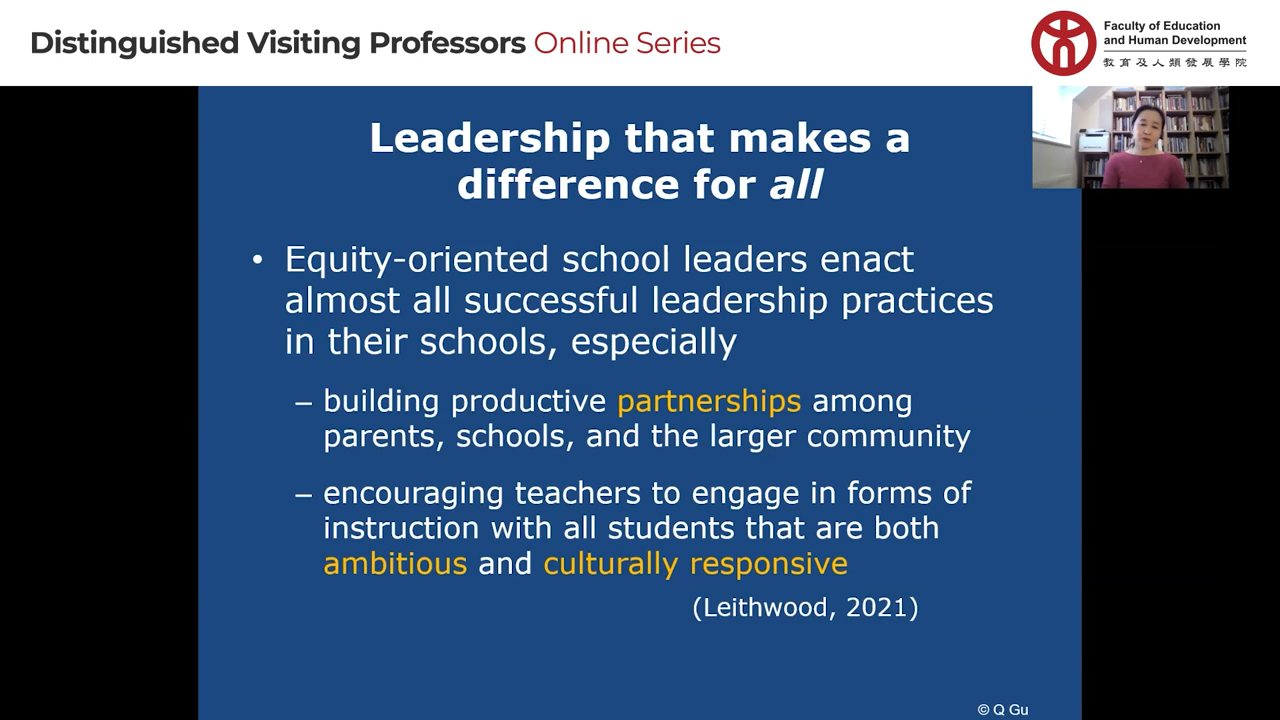 Distinguished Visiting Professors Online Series
Faculty of Education
and Human Development
教育及人類發展學院
Leadership that makes a
difference for all
• Equity-oriented school leaders enact
almost all successful leadership practices
in their schools, especially
– building productive partnerships among
parents, schools, and the larger community
– encouraging teachers to engage in forms of
instruction with all students that are both
ambitious and culturally responsive
(Leithwood, 2021)
© Q Gu